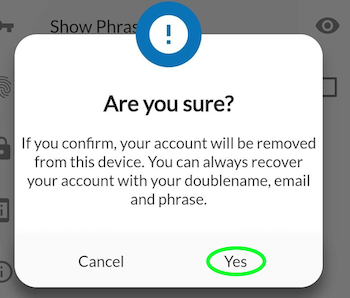 Show Phras
!
Are you sure?
If you confirm, your account will be removed
from this device. You can always recover
your account with your doublename, email
and phrase.
Cancel Yes